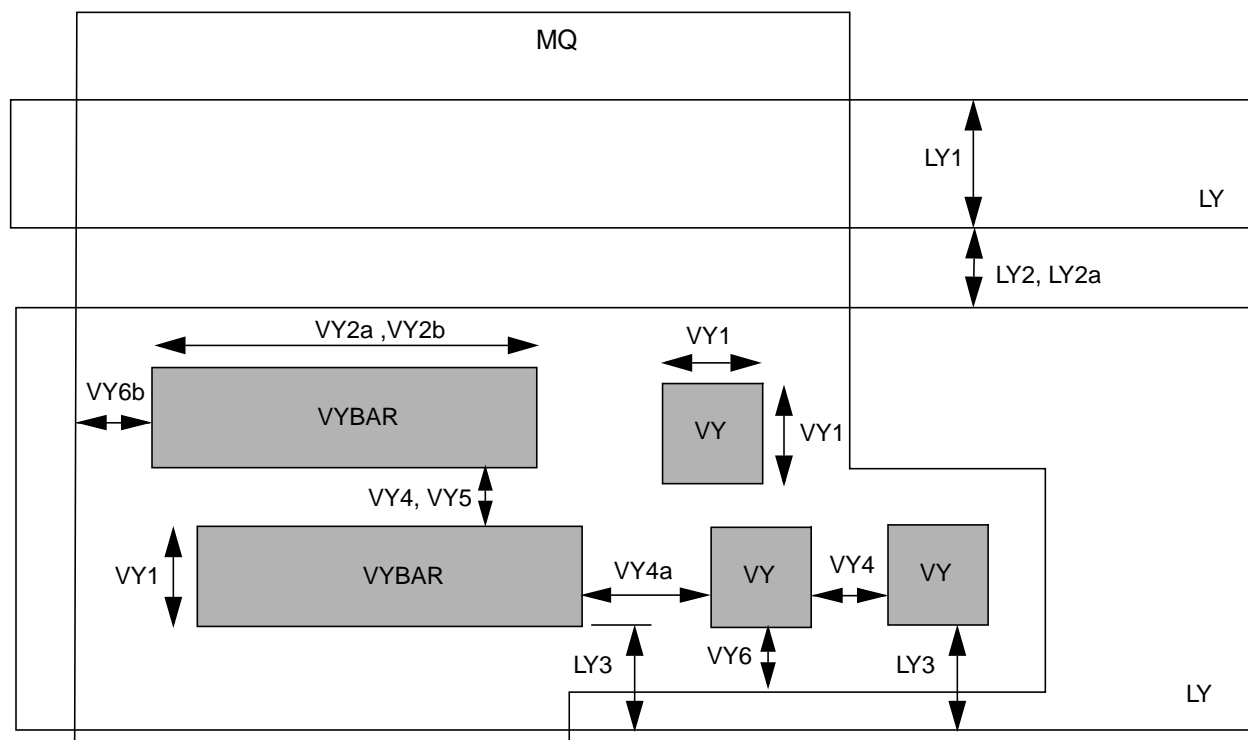 MQ
LY1
LY
LY2, LY2a
VY2a ,VY2b
VY1
VY6b
VYBAR
VY
VY1
VY4, VY5
VY1
VYBAR
VY4a
VY
VY4
VY
LY3
VY6
LY3
LY